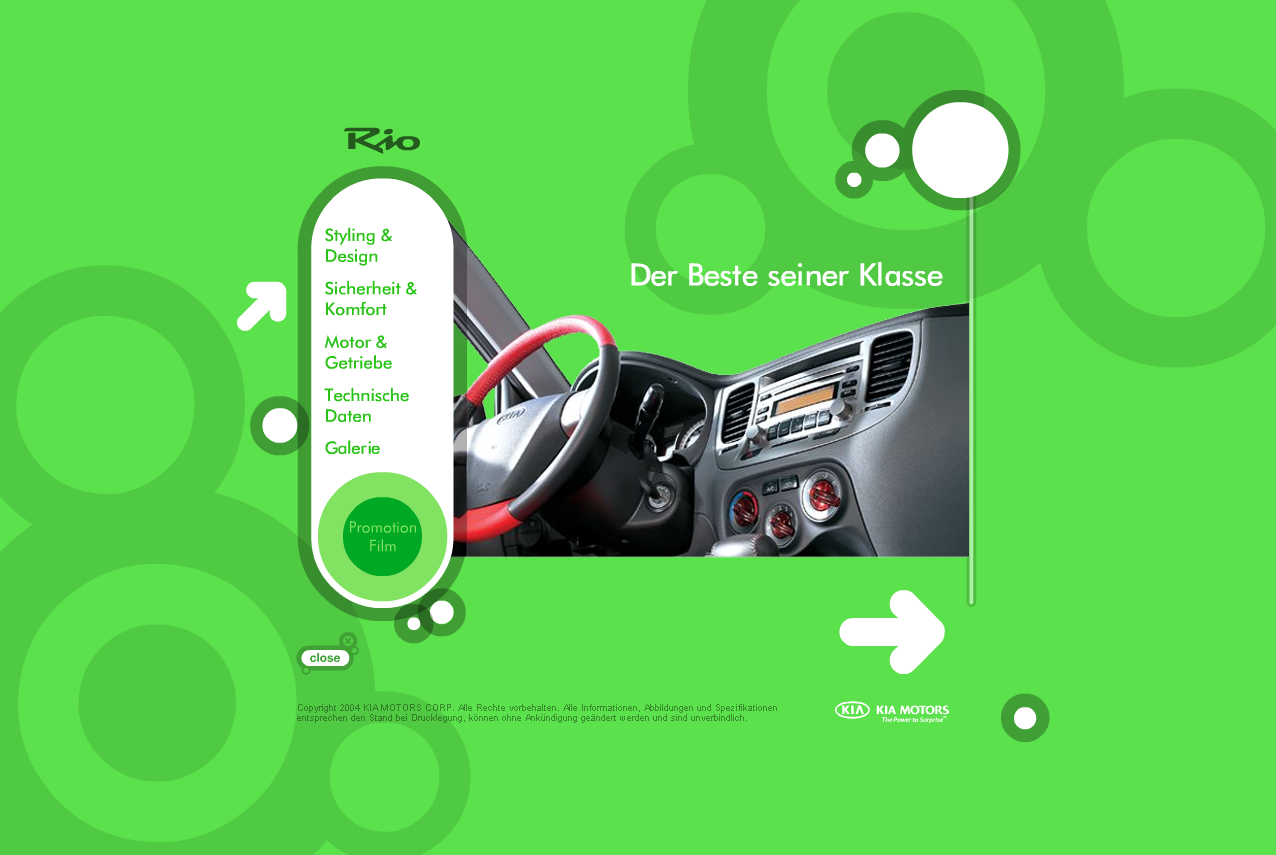 Rio
Styling &
Design
Sicherheit &
Komfort
Motor &
Getriebe
Technische
Daten
Galerie
Promotion
Film
Der Beste seiner Klasse
KIA
close
Copyright 2004 KIA MOTORS CORP. Alle Rechte vorbehalten. Alle Informationen, Abbildungen und Spezifikationen
entsprechen den Stand bei Drucklegung, können ohne Ankündigung geändert werden und sind unverbindlich.
KIA KIA MOTORS
The Power to Surprise™